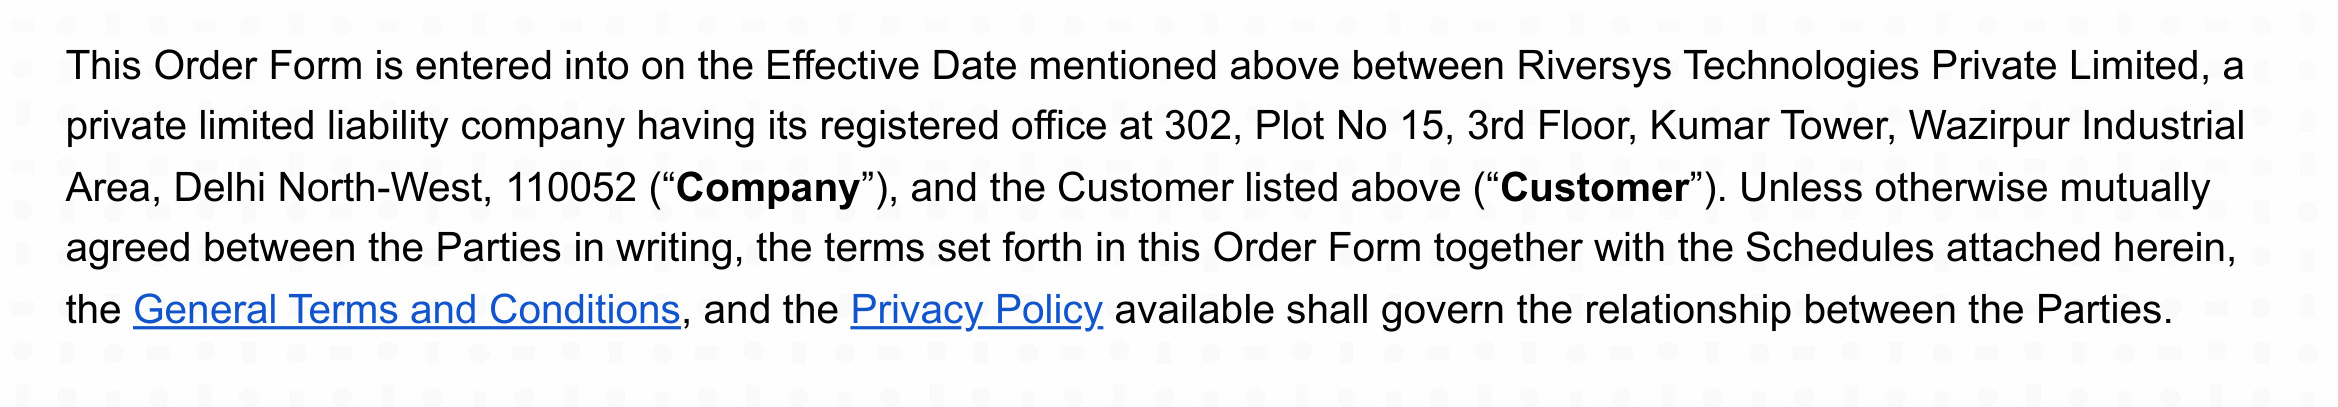 This Order Form is entered into on the Effective Date mentioned above between Riversys Technologies Private Limited, a
private limited liability company having its registered office at 302, Plot No 15, 3rd Floor, Kumar Tower, Wazirpur Industrial
Area, Delhi North-West, 110052 (“Company”), and the Customer listed above (“Customer”). Unless otherwise mutually
agreed between the Parties in writing, the terms set forth in this Order Form together with the Schedules attached herein,
the General Terms and Conditions, and the Privacy Policy available shall govern the relationship between the Parties.